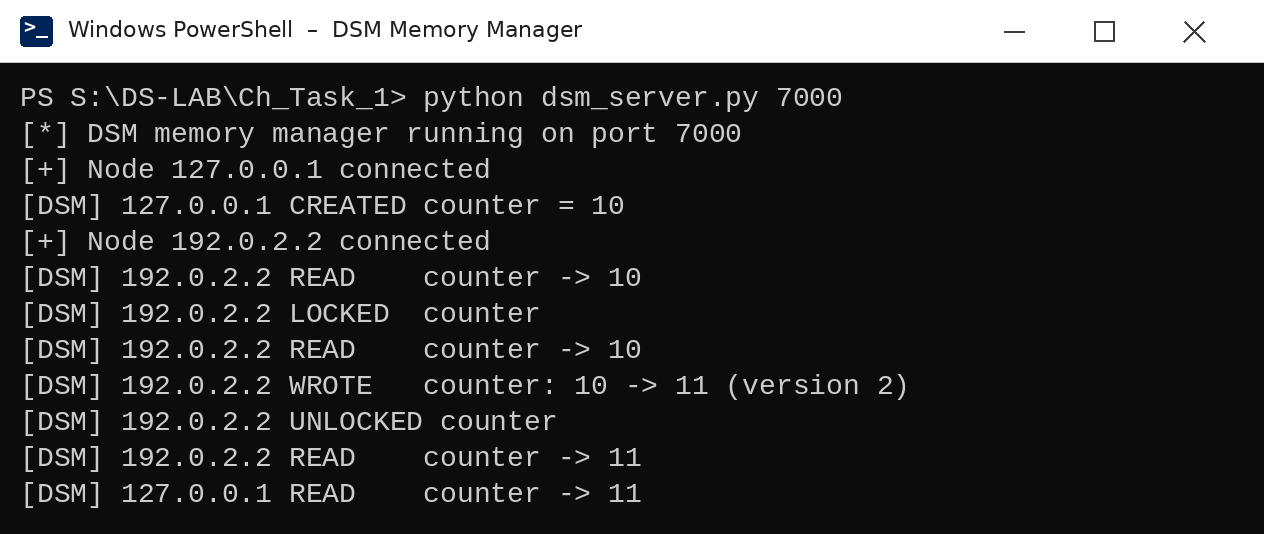 Windows PowerShell – DSM Memory Manager
PS S:\DS-LAB\Ch_Task_1> python dsm_server.py 7000
[*] DSM memory manager running on port 7000
[+] Node 127.0.0.1 connected
[DSM] 127.0.0.1 CREATED counter = 10
[+] Node 192.0.2.2 connected
[DSM] 192.0.2.2 READ    counter -> 10
[DSM] 192.0.2.2 LOCKED  counter
[DSM] 192.0.2.2 READ    counter -> 10
[DSM] 192.0.2.2 WROTE   counter: 10 -> 11 (version 2)
[DSM] 192.0.2.2 UNLOCKED counter
[DSM] 192.0.2.2 READ    counter -> 11
[DSM] 127.0.0.1 READ    counter -> 11